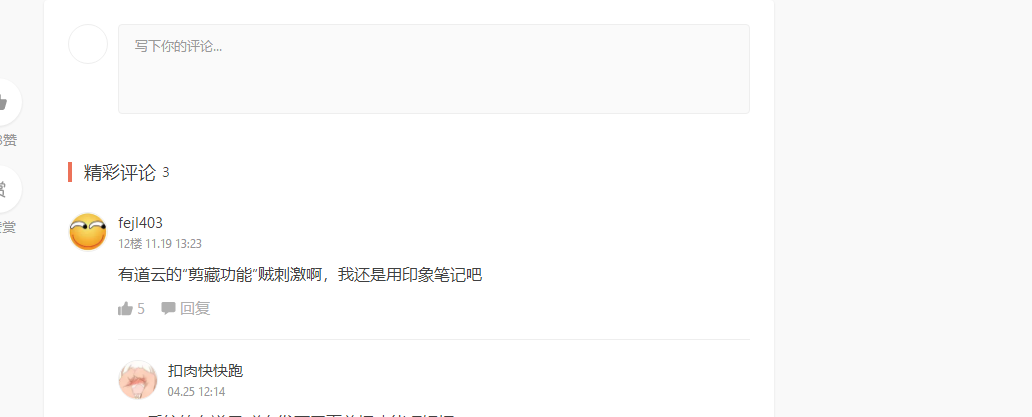 写下你的评论...
赞
赏
赏
精彩评论 3
fejl403
12楼 11.19 13:23
有道云的“剪藏功能”贼刺激啊，我还是用印象笔记吧
5 回复
扣肉快快跑
04.25 12:14